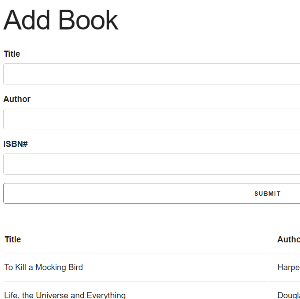 Add Book
Title
Author
ISBN#
SUBMIT
Title Autho
To Kill a Mocking Bird Harpe
Life, the Universe and Everything Dougl